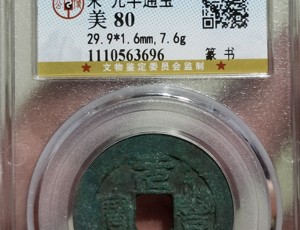 宋 元丰通宝
美 80
29.9*1.6mm,7.6g
1110563696 篆书
★文物鉴定委员会监制★